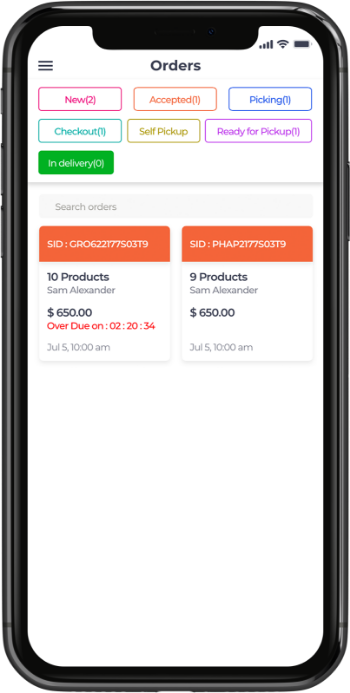 Orders
New(2) Accepted(1) Picking(1)
Checkout(1) Self Pickup Ready for Pickup(1)
In delivery(0)
Search orders
SID : GRO622177S03T9 SID : PHAP2177S03T9
10 Products 9 Products
Sam Alexander Sam Alexander
$ 650.00 $ 650.00
Over Due on : 02 : 20 : 34
Jul 5, 10:00 am Jul 5, 10:00 am